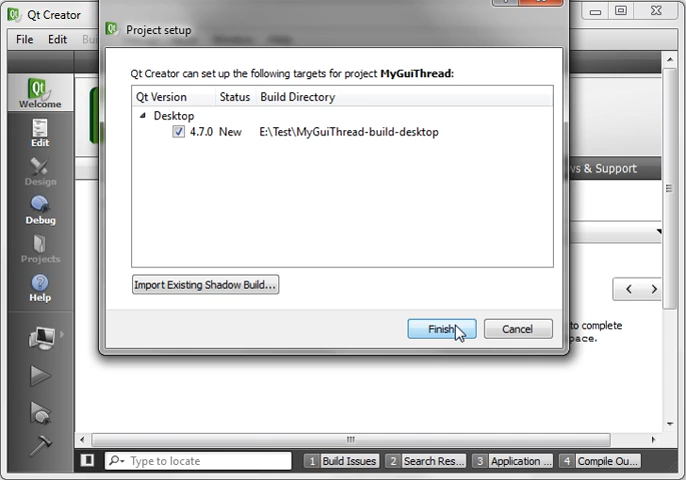 Qt Creator
File Edit
Project setup
Qt Creator can set up the following targets for project MyGuiThread:
Qt Version Status Build Directory
Desktop
4.7.0 New E:\Test\MyGuiThread-build-desktop
Import Existing Shadow Build...
Finish Cancel
Qt
Welcome
Edit
Design
Debug
Projects
Help
s & Support
to complete
pace.
Type to locate
1 Build Issues 2 Search Res... 3 Application ... 4 Compile Ou...